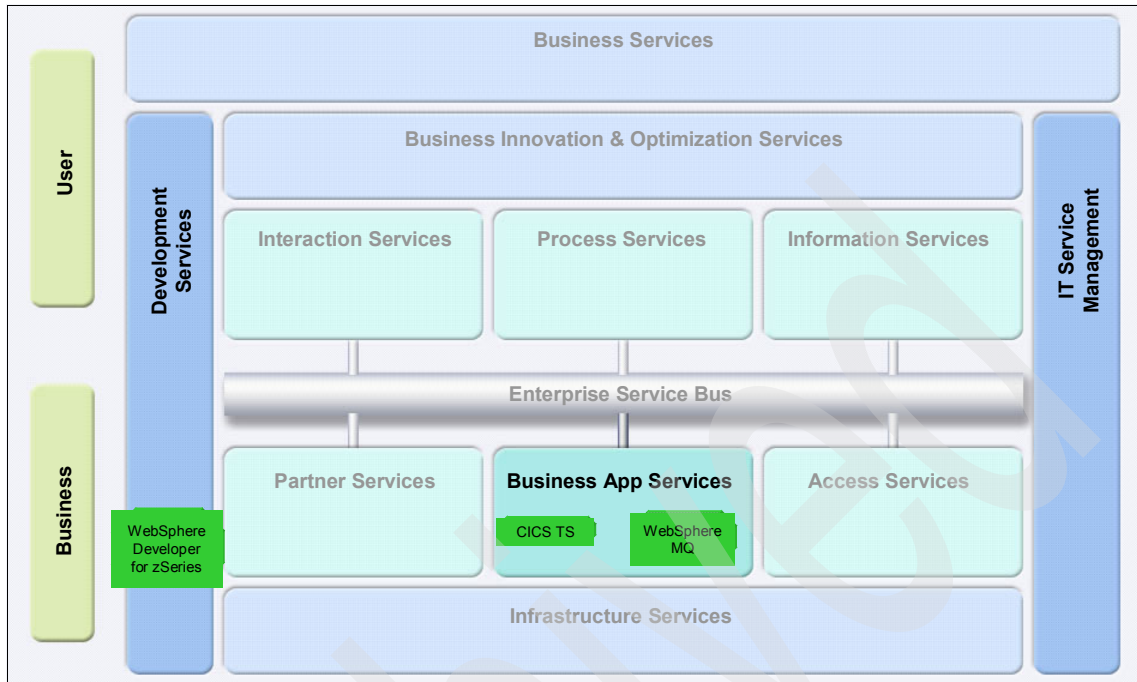 Business Services
User
Development
Services
Business Innovation & Optimization Services
IT Service
Management
Interaction Services
Process Services
Information Services
Enterprise Service Bus
Business
Partner Services
Business App Services
Access Services
WebSphere
Developer
for zSeries
CICS TS
WebSphere
MQ
Infrastructure Services